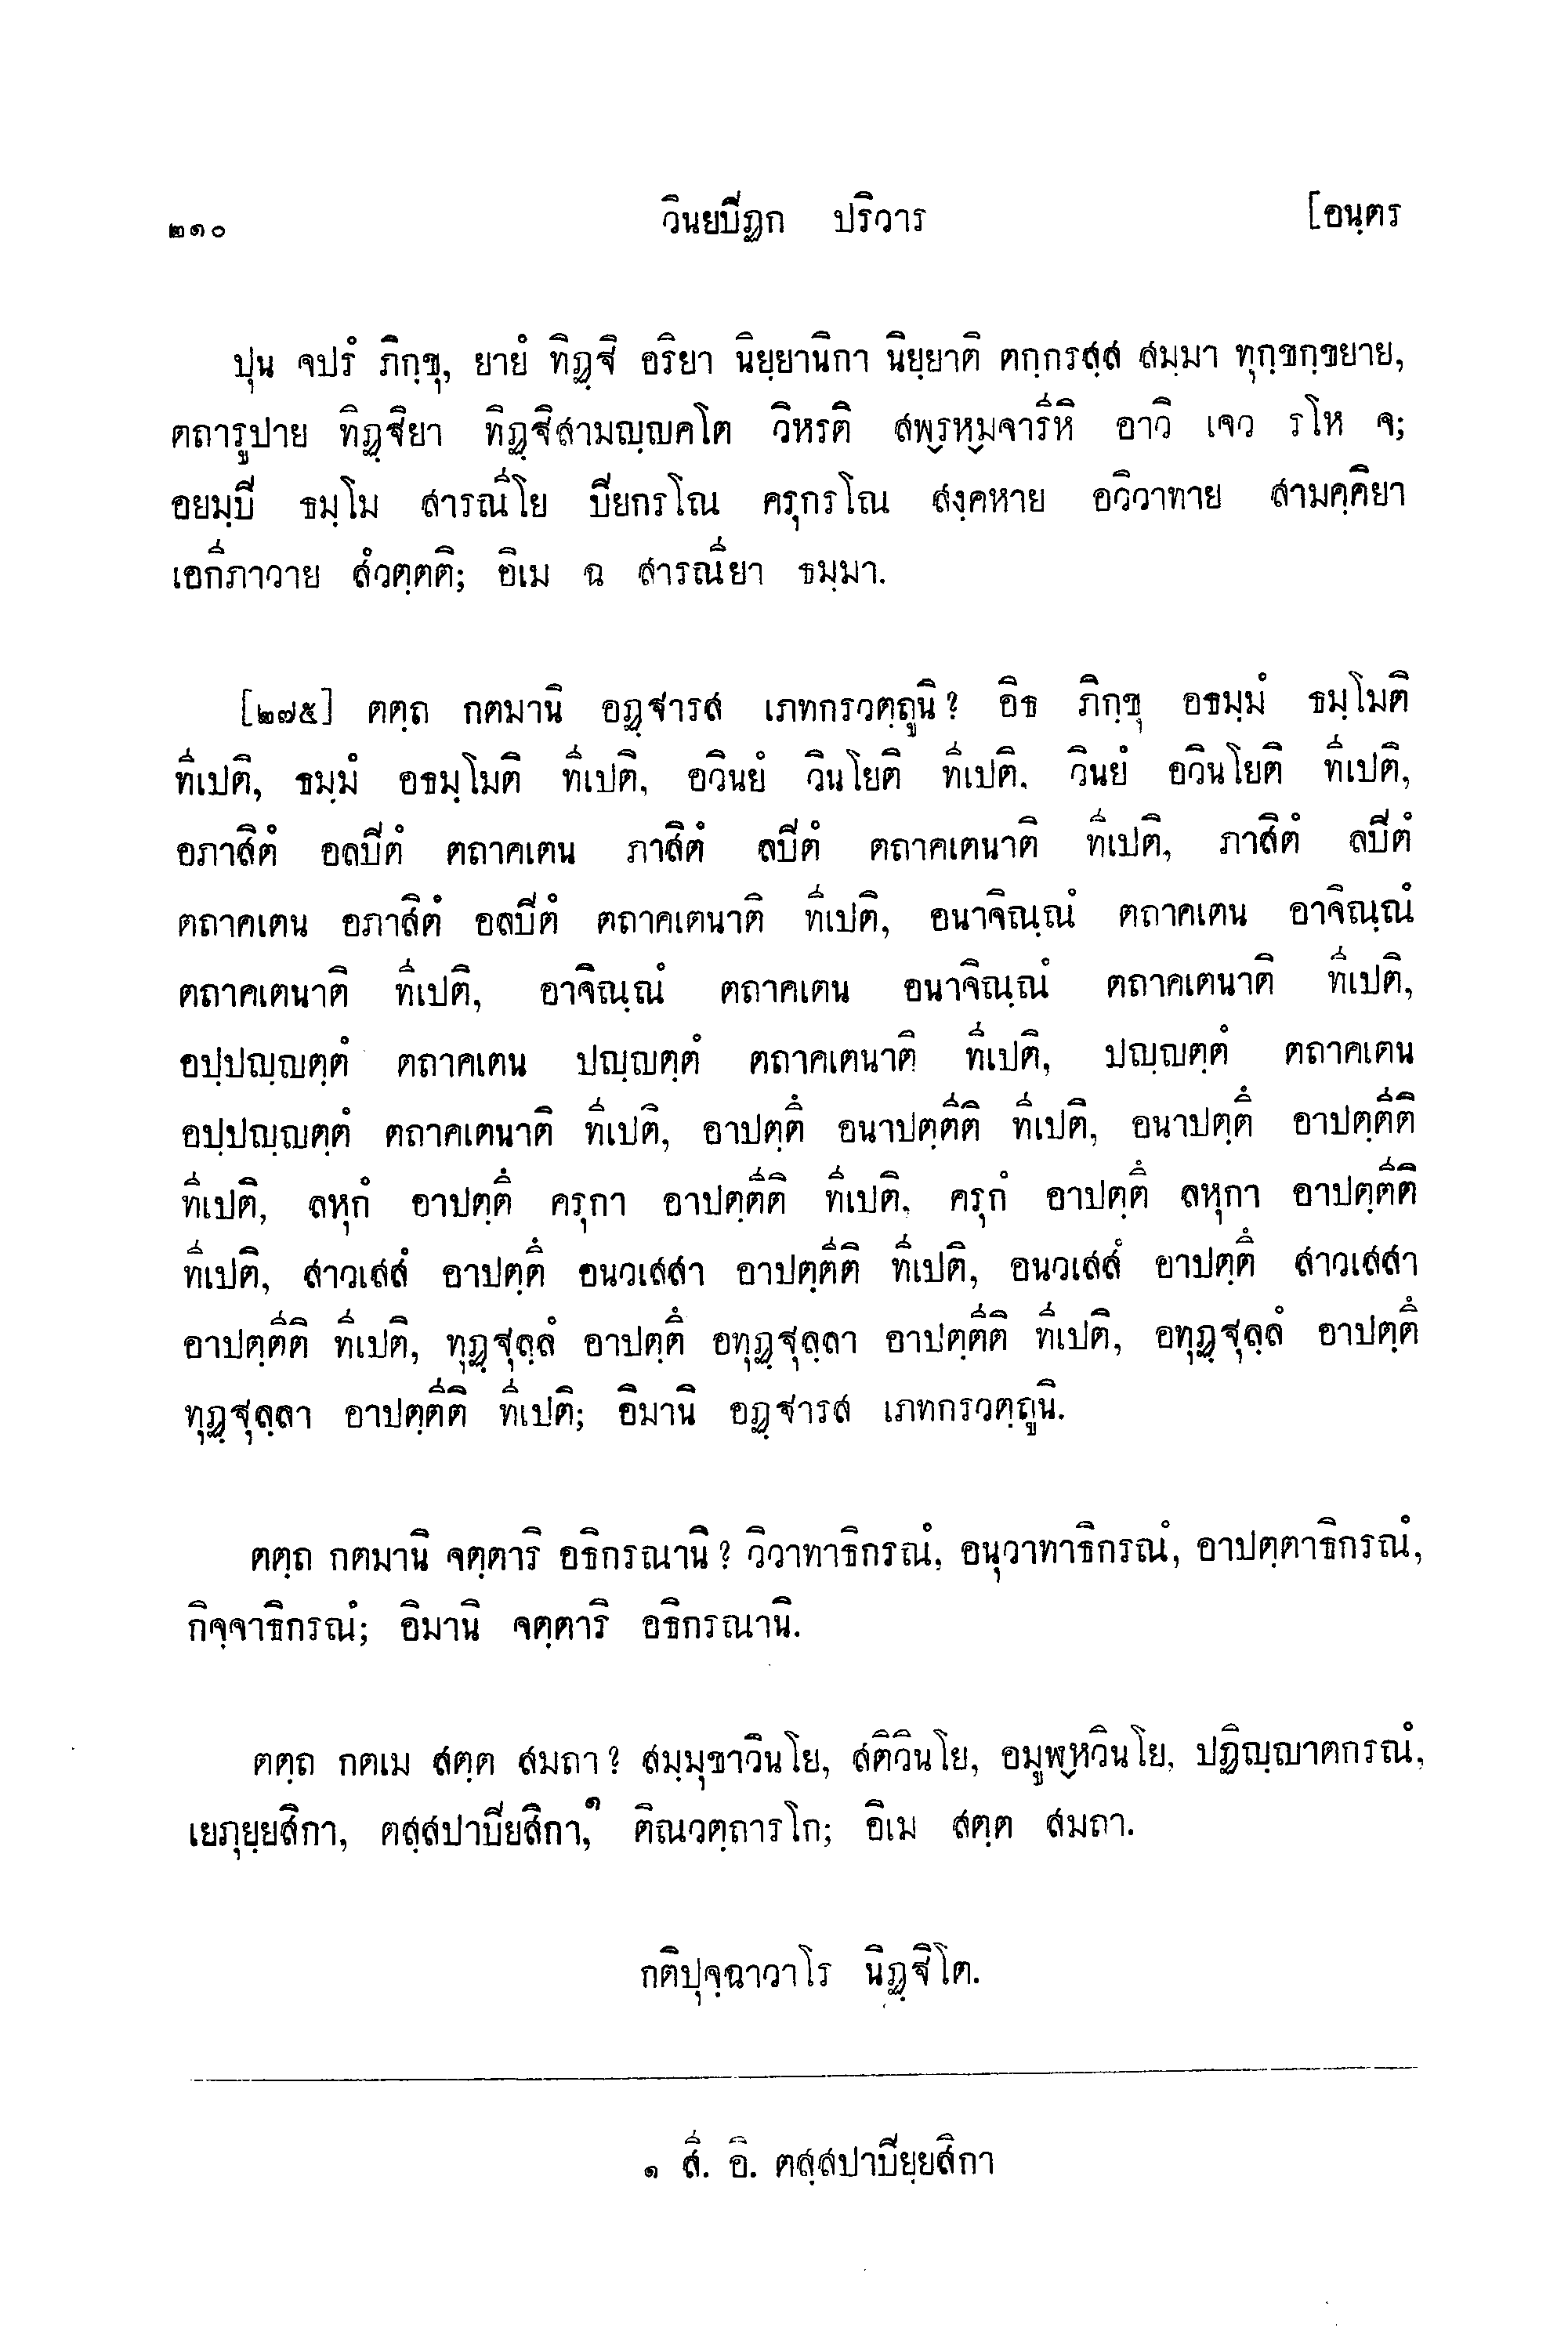 ๒๑๐ วินยปิฏก ปริวาร [อนฺตร
ปุน จปรํ ภิกฺขุ, ยายํ ทิฏฺฐิ อริยา นิยฺยานิกา นิยฺยาติ ตกฺกรสฺส สมฺมา ทุกฺขกฺขยาย,
ตถารูปาย ทิฏฺฐิยา ทิฏฺฐิสามญฺญคโต วิหรติ สพฺรหฺมจารีหิ อาวิ เจว รโห จ;
อยมฺปิ ธมฺโม สารณีโย ปิยกรโณ ครุกรโณ สงฺคหาย อวิวาทาย สามคฺคิยา
เอกีภาวาย สํวตฺตติ; อิเม ฉ สารณียา ธมฺมา.
[๒๗๕] ตตฺถ กตมานิ อฏฺฐารส เภทกรวตฺถูนิ? อิธ ภิกฺขุ อธมฺมํ ธมฺโมติ
ทีเปติ, ธมฺมํ อธมฺโมติ ทีเปติ, อวินยํ วินโยติ ทีเปติ, วินยํ อวินโยติ ทีเปติ,
อภาสิตํ อลปิตํ ตถาคเตน ภาสิตํ ลปิตํ ตถาคเตนาติ ทีเปติ, ภาสิตํ ลปิตํ
ตถาคเตน อภาสิตํ อลปิตํ ตถาคเตนาติ ทีเปติ, อนาจิณฺณํ ตถาคเตน อาจิณฺณํ
ตถาคเตนาติ ทีเปติ, อาจิณฺณํ ตถาคเตน อนาจิณฺณํ ตถาคเตนาติ ทีเปติ,
อปฺปญฺญตฺตํ ตถาคเตน ปญฺญตฺตํ ตถาคเตนาติ ทีเปติ, ปญฺญตฺตํ ตถาคเตน
อปฺปญฺญตฺตํ ตถาคเตนาติ ทีเปติ, อาปตฺตึ อนาปตฺตีติ ทีเปติ, อนาปตฺตึ อาปตฺตีติ
ทีเปติ, ลหุกํ อาปตฺตึ ครุกา อาปตฺตีติ ทีเปติ, ครุกํ อาปตฺตึ ลหุกา อาปตฺตีติ
ทีเปติ, สาวเสสํ อาปตฺตึ อนวเสสา อาปตฺตีติ ทีเปติ, อนวเสสํ อาปตฺตึ สาวเสสา
อาปตฺตีติ ทีเปติ, ทุฏฺฐุลฺลํ อาปตฺตึ อทุฏฺฐุลฺลา อาปตฺตีติ ทีเปติ, อทุฏฺฐุลฺลํ อาปตฺตึ
ทุฏฺฐุลฺลา อาปตฺตีติ ทีเปติ; อิมานิ อฏฺฐารส เภทกรวตฺถูนิ.
ตตฺถ กตมานิ จตฺตาริ อธิกรณานิ? วิวาทาธิกรณํ, อนุวาทาธิกรณํ, อาปตฺตาธิกรณํ,
กิจฺจาธิกรณํ; อิมานิ จตฺตาริ อธิกรณานิ.
ตตฺถ กตเม สตฺต สมถา? สมฺมุขาวินโย, สติวินโย, อมูฬฺหวินโย, ปฏิญฺญาตกรณํ,
เยภุยฺยสิกา, ตสฺสปาปิยสิกา,๑ ติณวตฺถารโก; อิเม สตฺต สมถา.
กติปุจฺฉาวาโร นิฏฺฐิโต.
๑ สี. อิ. ตสฺสปาปิยฺยสิกา